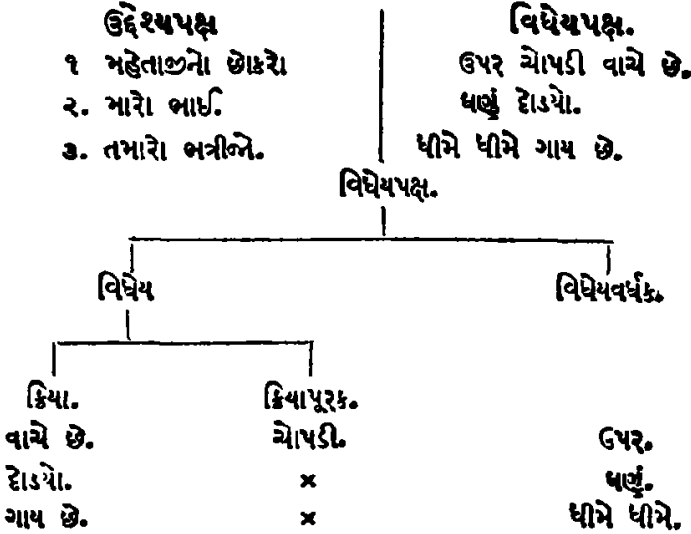 ઉદ્દેશ્યપક્ષ વિધેયપક્ષ.
૧ મહેતાજીનો છોકરો ઉપર ચોપડી વાચે છે.
૨. મારો ભાઈ. ઘણું દોડયો.
૩. તમારો ભત્રીજો. ધીમે ધીમે ગાય છે.
વિધેયપક્ષ.
વિધેય વિધેયવર્ધક.
ક્રિયા. ક્રિયાપૂરક.
વાચે છે. ચોપડી. ઉપર.
દોડયો. × ઘણું.
ગાય છે. × ધીમે ધીમે.